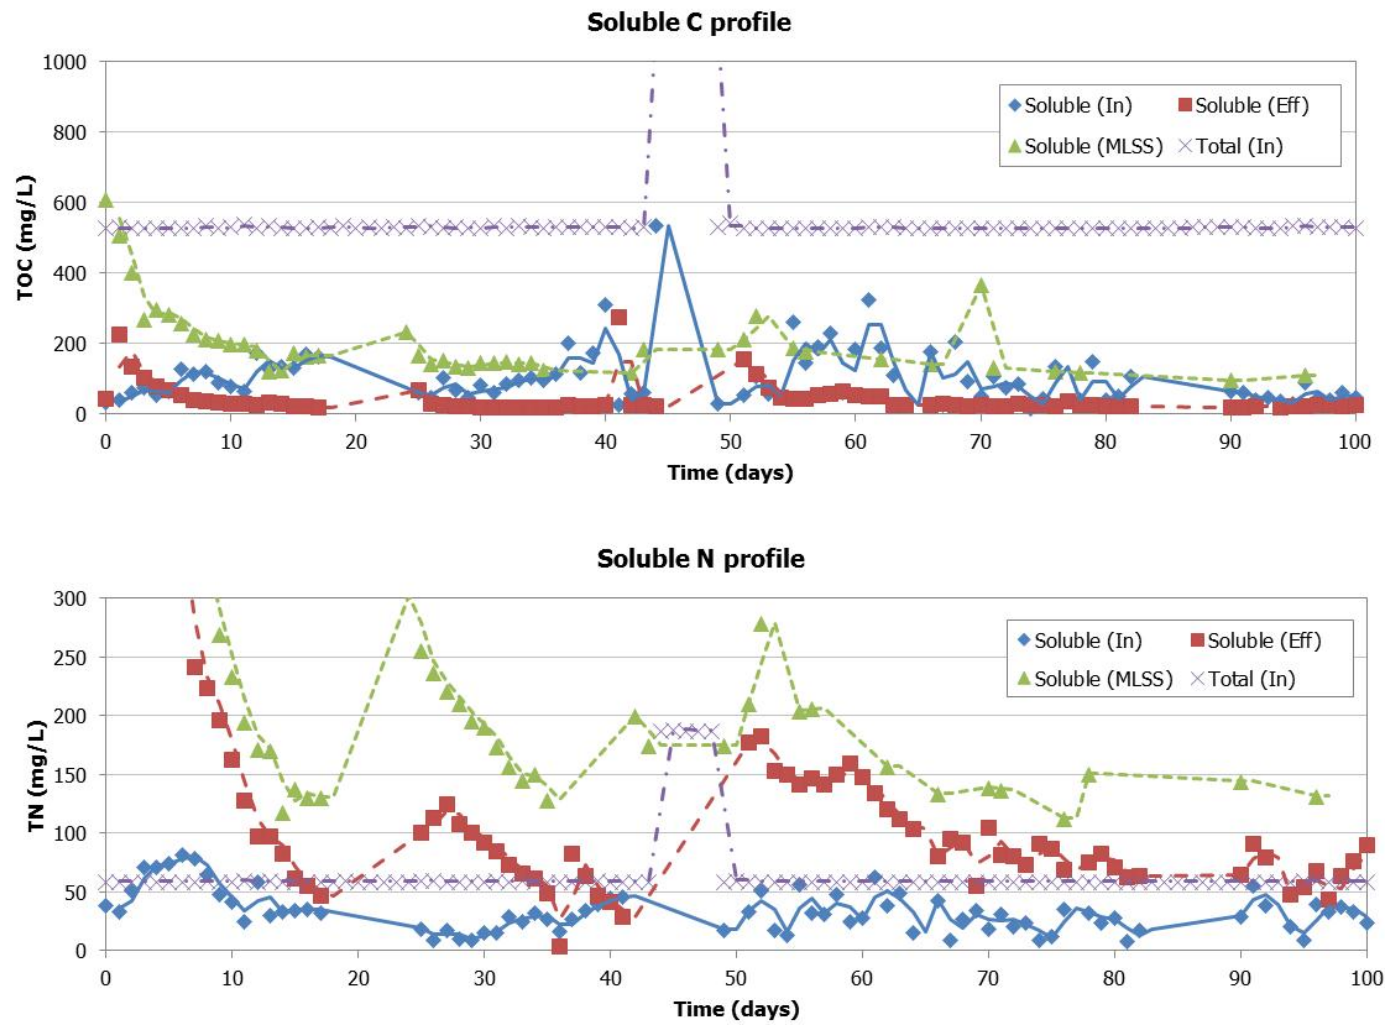 Soluble C profile
1000
800
600
400
200
0
TOC (mg/L)
Soluble (In) Soluble (Eff)
Soluble (MLSS) Total (In)
0 10 20 30 40 50 60 70 80 90 100
Time (days)
Soluble N profile
300
250
200
150
100
50
0
TN (mg/L)
Soluble (In) Soluble (Eff)
Soluble (MLSS) Total (In)
0 10 20 30 40 50 60 70 80 90 100
Time (days)